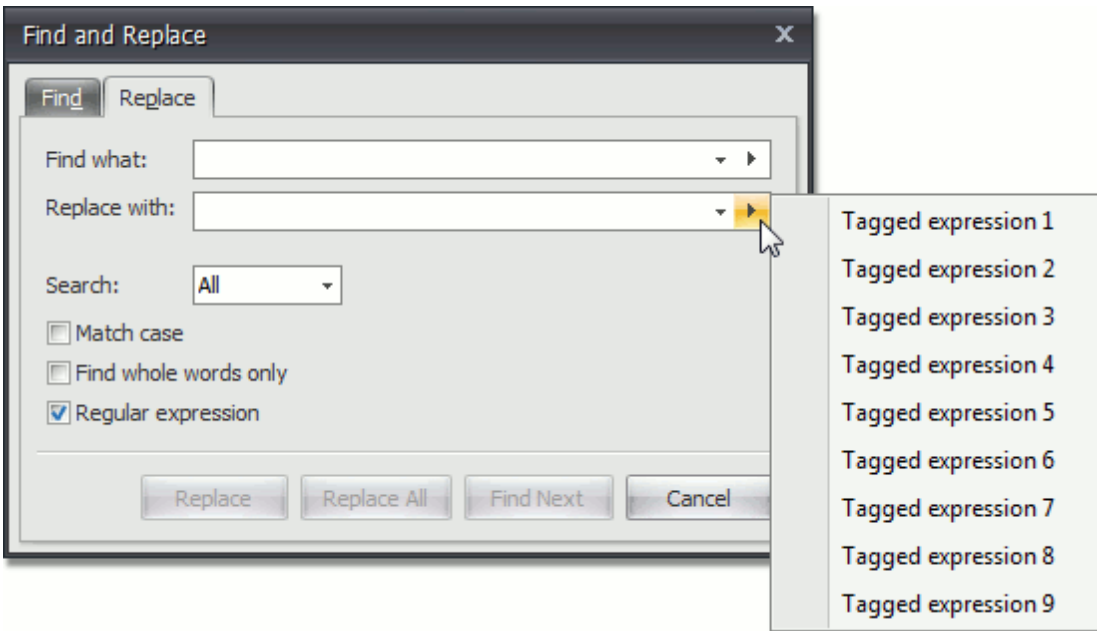 Find and Replace x
Find Replace
Find what:
Replace with:
Search: All
Match case
Find whole words only
Regular expression
Replace Replace All Find Next Cancel
Tagged expression 1
Tagged expression 2
Tagged expression 3
Tagged expression 4
Tagged expression 5
Tagged expression 6
Tagged expression 7
Tagged expression 8
Tagged expression 9